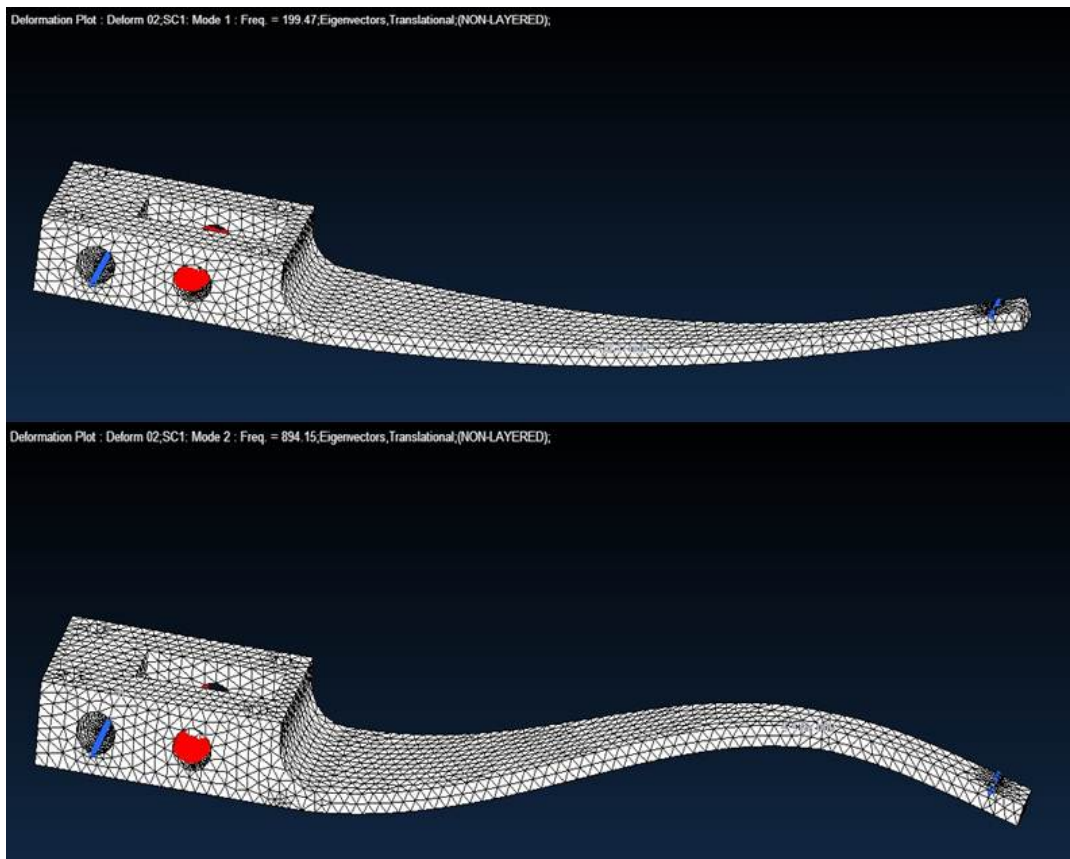 Deformation Plot : Deform 02,SC1: Mode 1 : Freq. = 199.47;Eigenvectors,Translational;(NON-LAYERED);
Deformation Plot : Deform 02,SC1: Mode 2 : Freq. = 894.15;Eigenvectors,Translational;(NON-LAYERED);